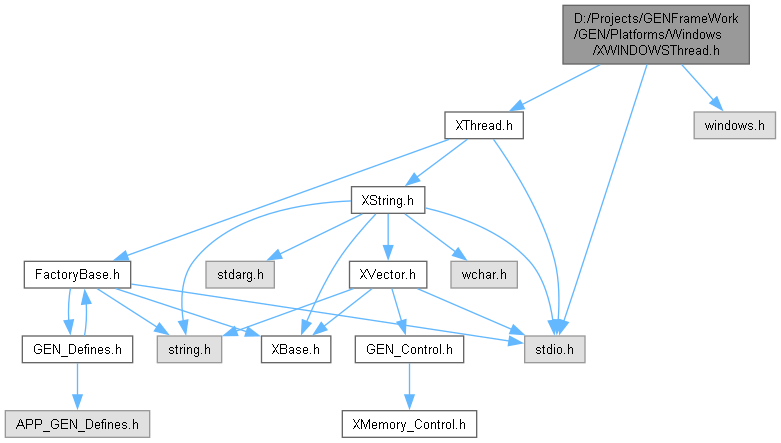 D:/Projects/GENFrameWork
/GEN/Platforms/Windows
/XWINDOWSThread.h
XThread.h
windows.h
XString.h
FactoryBase.h
stdarg.h
XVector.h
wchar.h
GEN_Defines.h
string.h
XBase.h
GEN_Control.h
stdio.h
APP_GEN_Defines.h
XMemory_Control.h